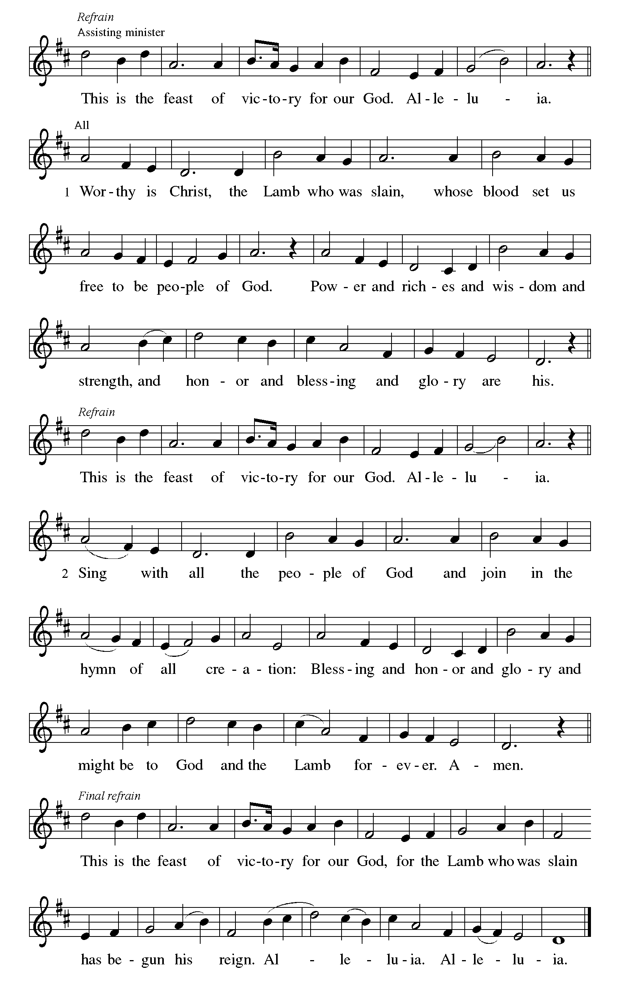 Refrain
Assisting minister
This is the feast of vic - to - ry for our God. Al - le - lu - ia.
All
1 Wor - thy is Christ, the Lamb who was slain, whose blood set us
free to be peo - ple of God. Pow - er and rich - es and wis - dom and
strength, and hon - or and bless - ing and glo - ry are his.
Refrain
This is the feast of vic - to - ry for our God. Al - le - lu - ia.
2 Sing with all the peo - ple of God and join in the
hymn of all cre - a - tion: Bless - ing and hon - or and glo - ry and
might be to God and the Lamb for - ev - er. A - men.
Final refrain
This is the feast of vic - to - ry for our God, for the Lamb who was slain
has be - gun his reign. Al - le - lu - ia. Al - le - lu - ia.